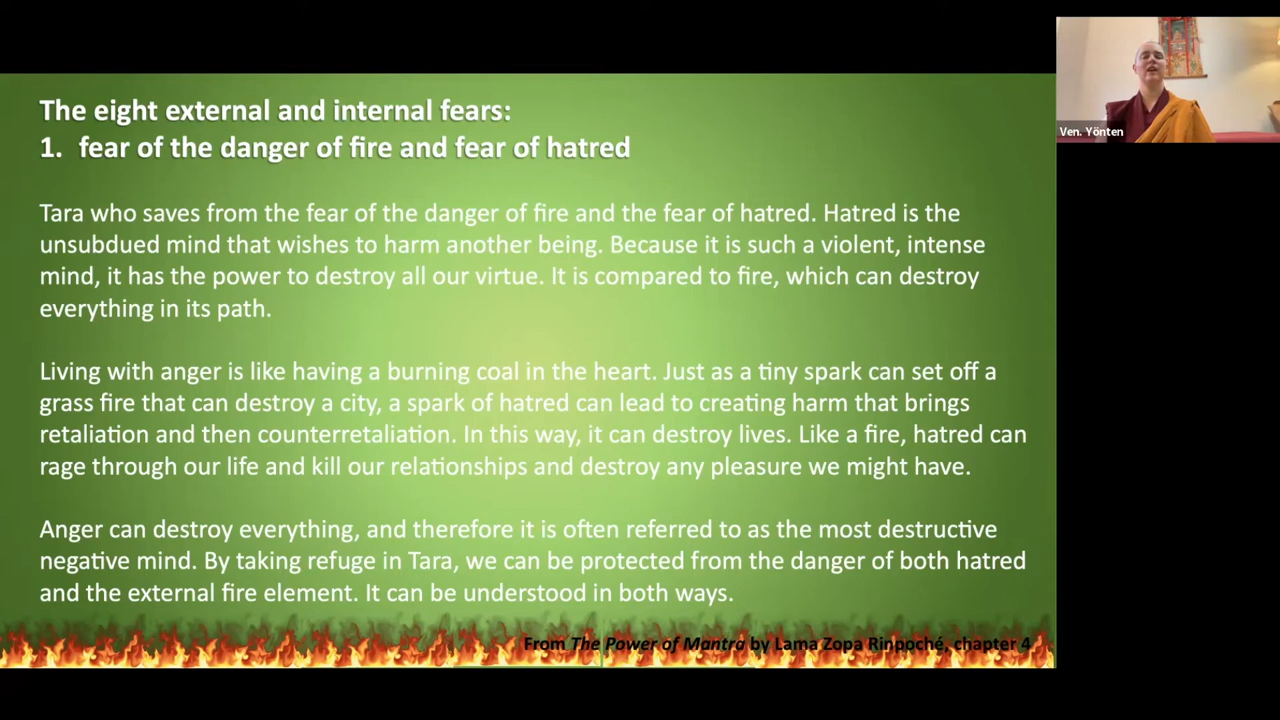 The eight external and internal fears:
1. fear of the danger of fire and fear of hatred
Tara who saves from the fear of the danger of fire and the fear of hatred. Hatred is the
unsubdued mind that wishes to harm another being. Because it is such a violent, intense
mind, it has the power to destroy all our virtue. It is compared to fire, which can destroy
everything in its path.
Living with anger is like having a burning coal in the heart. Just as a tiny spark can set off a
grass fire that can destroy a city, a spark of hatred can lead to creating harm that brings
retaliation and then counterretaliation. In this way, it can destroy lives. Like a fire, hatred can
rage through our life and kill our relationships and destroy any pleasure we might have.
Anger can destroy everything, and therefore it is often referred to as the most destructive
negative mind. By taking refuge in Tara, we can be protected from the danger of both hatred
and the external fire element. It can be understood in both ways.
From The Power of Mantra by Lama Zopa Rinpoché, chapter 4
Ven. Yönten